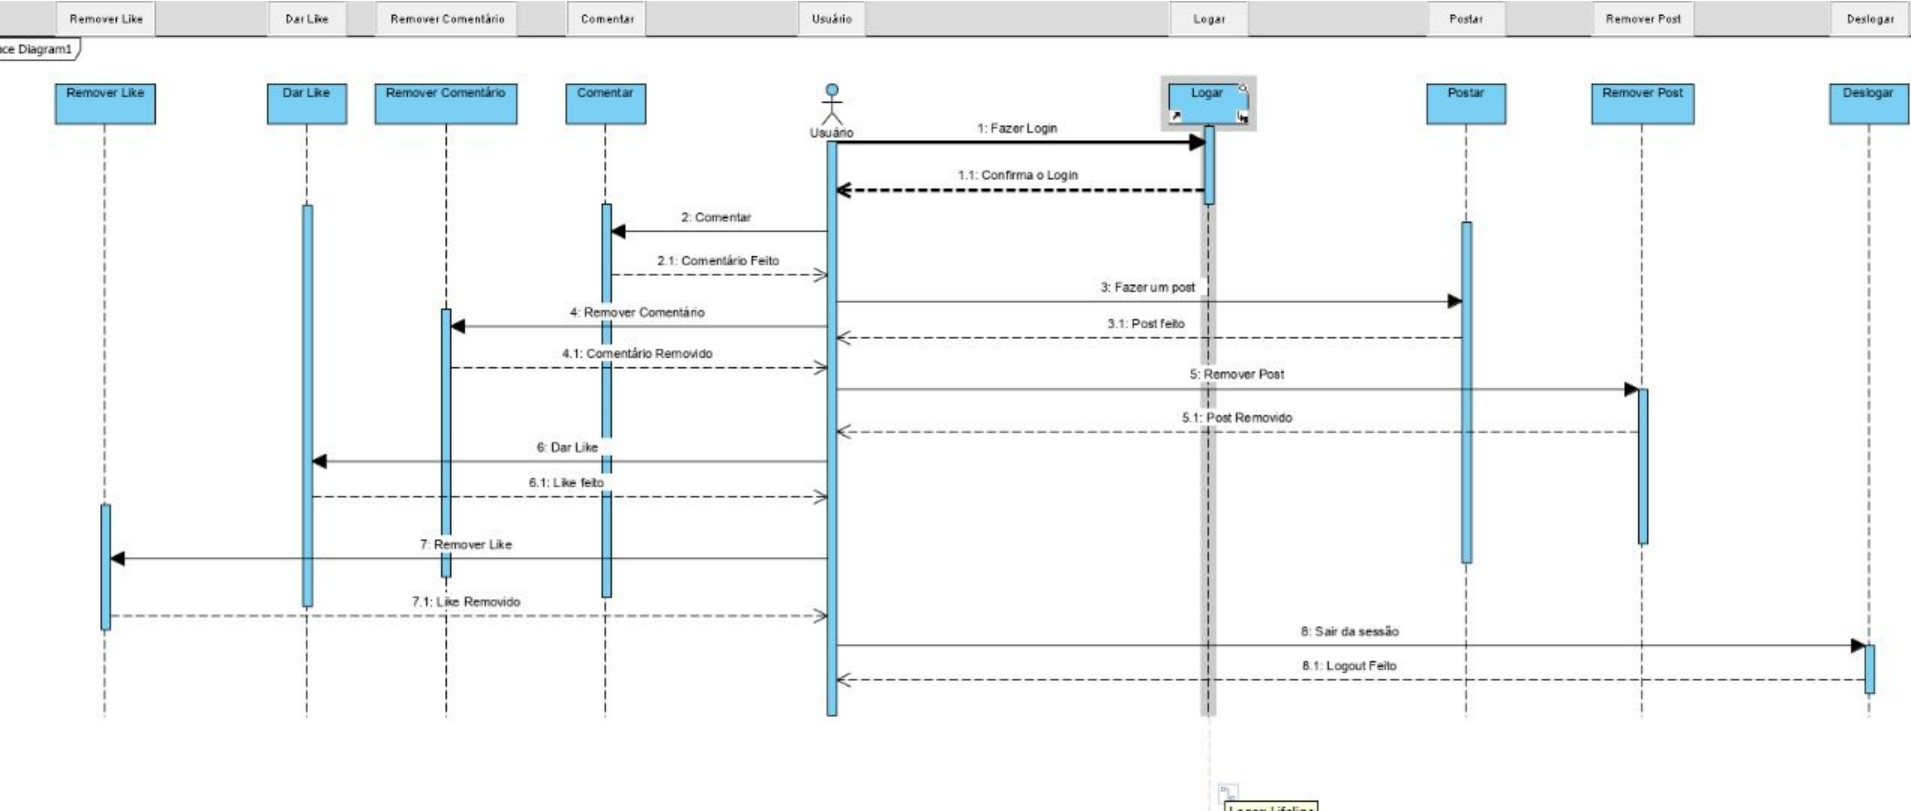 Remover Like
Dar Like
Remover Comentário
Comentar
Usuário
Logar
Postar
Remover Post
Deslogar
ce Diagram1
Remover Like
Dar Like
Remover Comentário
Comentar
Usuário
Logar
Postar
Remover Post
Deslogar
1: Fazer Login
1.1: Confirma o Login
2: Comentar
2.1: Comentário Feito
3: Fazer um post
4: Remover Comentário
3.1: Post feito
4.1: Comentário Removido
5: Remover Post
5.1: Post Removido
6: Dar Like
6.1: Like feito
7: Remover Like
7.1: Like Removido
8: Sair da sessão
8.1: Logout Feito